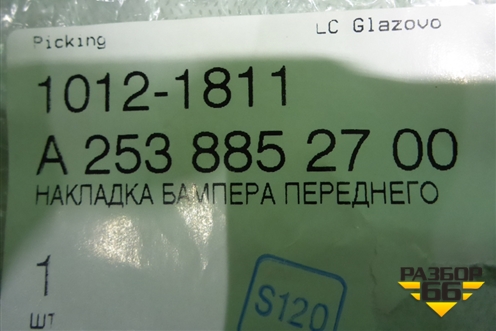 Picking LC Glazovo
1012-1811
A 253 885 27 00
НАКЛАДКА БАМПЕРА ПЕРЕДНЕГО
1
ШТ
S120
РАЗБОР
66